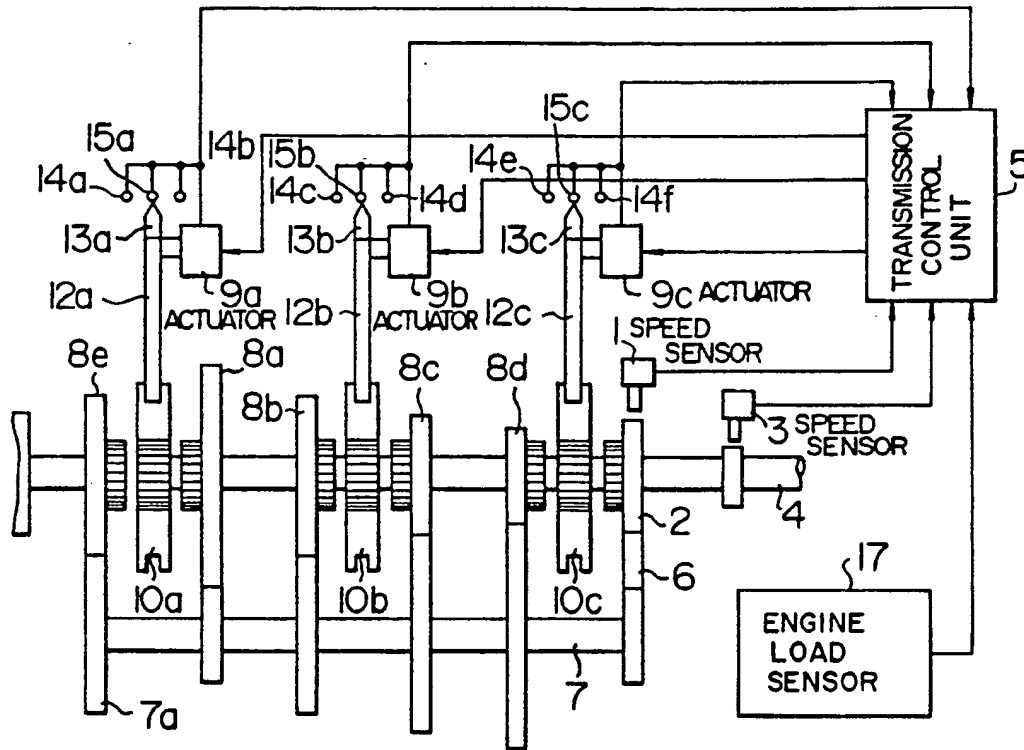 15a
14b
15b
15c
14e
14a
14c
14d
14f
13a
13b
13c
TRANSMISSION
CONTROL
UNIT
5
9a
ACTUATOR
9b
ACTUATOR
9c ACTUATOR
12a
12b
12c
1 SPEED
SENSOR
8e
8a
8b
8c
8d
3 SPEED
SENSOR
4
2
6
10a
10b
10c
17
ENGINE
LOAD
SENSOR
7
7a